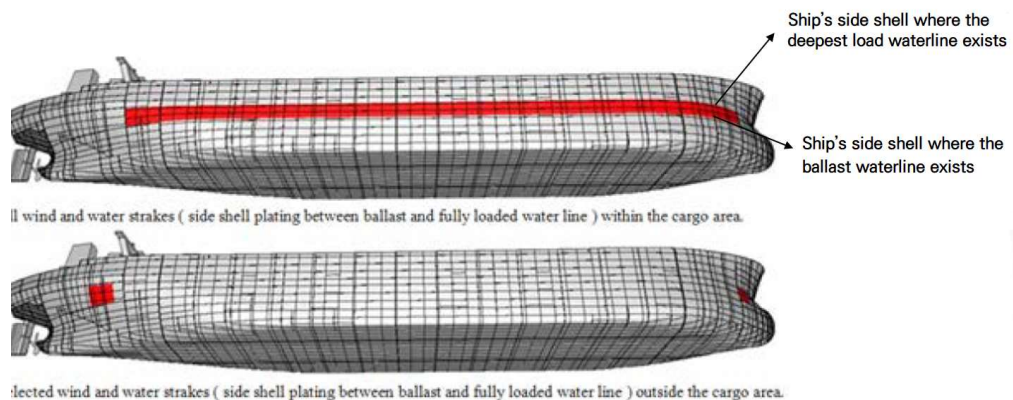 Ship's side shell where the
deepest load waterline exists
Ship's side shell where the
ballast waterline exists
wind and water strakes ( side shell plating between ballast and fully loaded water line ) within the cargo area.
wind and water strakes ( side shell plating between ballast and fully loaded water line ) outside the cargo area.